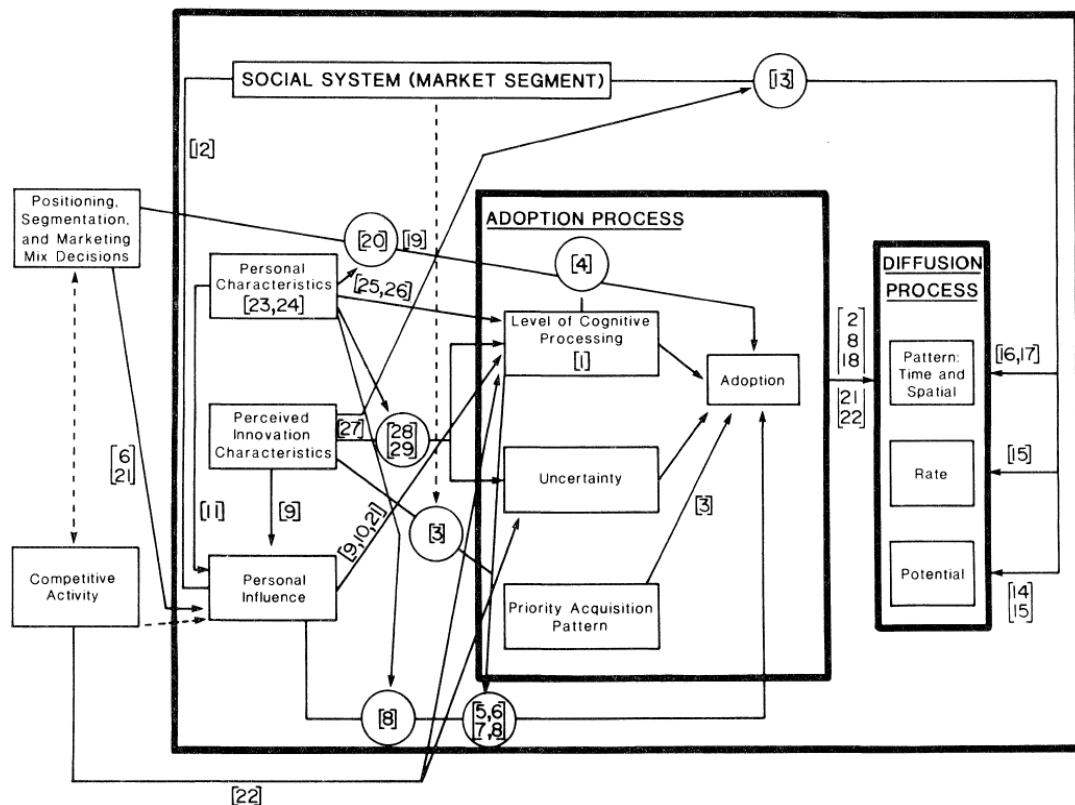 SOCIAL SYSTEM (MARKET SEGMENT)
[13]
[12]
Positioning,
Segmentation,
and Marketing
Mix Decisions
ADOPTION PROCESS
[20]
[19]
[4]
DIFFUSION
PROCESS
Personal
Characteristics
[23,24]
[25,26]
Level of Cognitive
Processing
[1]
Adoption
[2
8
18]
[21
22]
Pattern:
Time and
Spatial
[16,17]
Perceived
Innovation
Characteristics
[27]
[28
29]
[6
21]
[11]
[9]
[9,10,21]
[3]
Uncertainty
[3]
Rate
[15]
Competitive
Activity
Personal
Influence
Priority Acquisition
Pattern
Potential
[14
15]
[8]
[5,6
7,8]
[22]